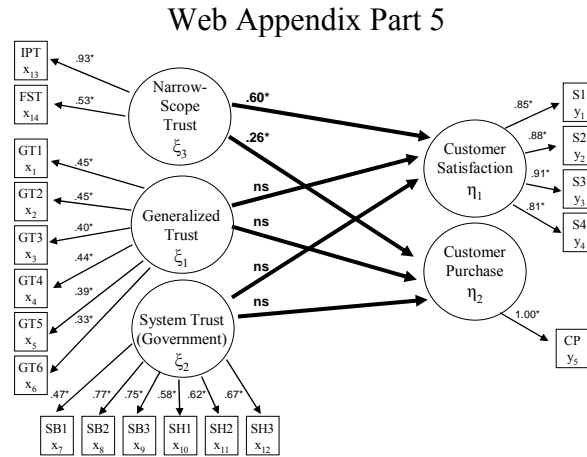 Web Appendix Part 5
IPT
x13
.93*
FST
x14
.53*
Narrow-
Scope
Trust
ξ3
.60*
.26*
GT1
x1
.45*
GT2
x2
.45*
GT3
x3
.40*
GT4
x4
.44*
GT5
x5
.39*
GT6
x6
.33*
Generalized
Trust
ξ1
ns
ns
System Trust
(Government)
ξ2
ns
.47*
.77*
.75*
.58*
.62*
.67*
SB1
x7
SB2
x8
SB3
x9
SH1
x10
SH2
x11
SH3
x12
Customer
Satisfaction
η1
.85*
.88*
.91*
.81*
S1
y1
S2
y2
S3
y3
S4
y4
Customer
Purchase
η2
1.00*
CP
y5